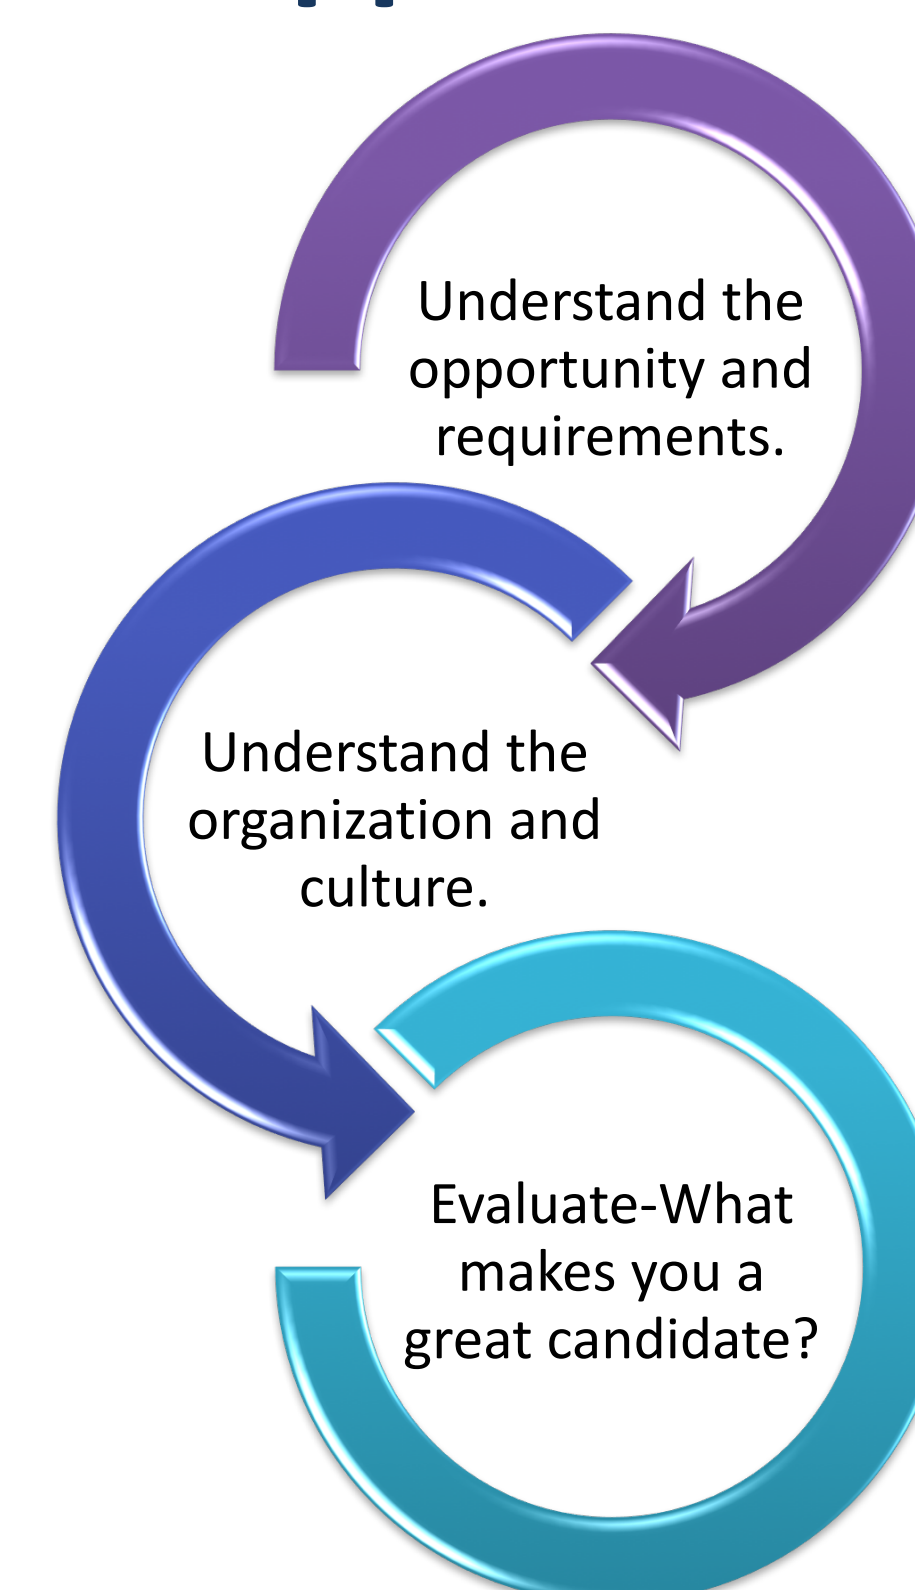 Understand the
opportunity and
requirements.
Understand the
organization and
culture.
Evaluate-What
makes you a
great candidate?